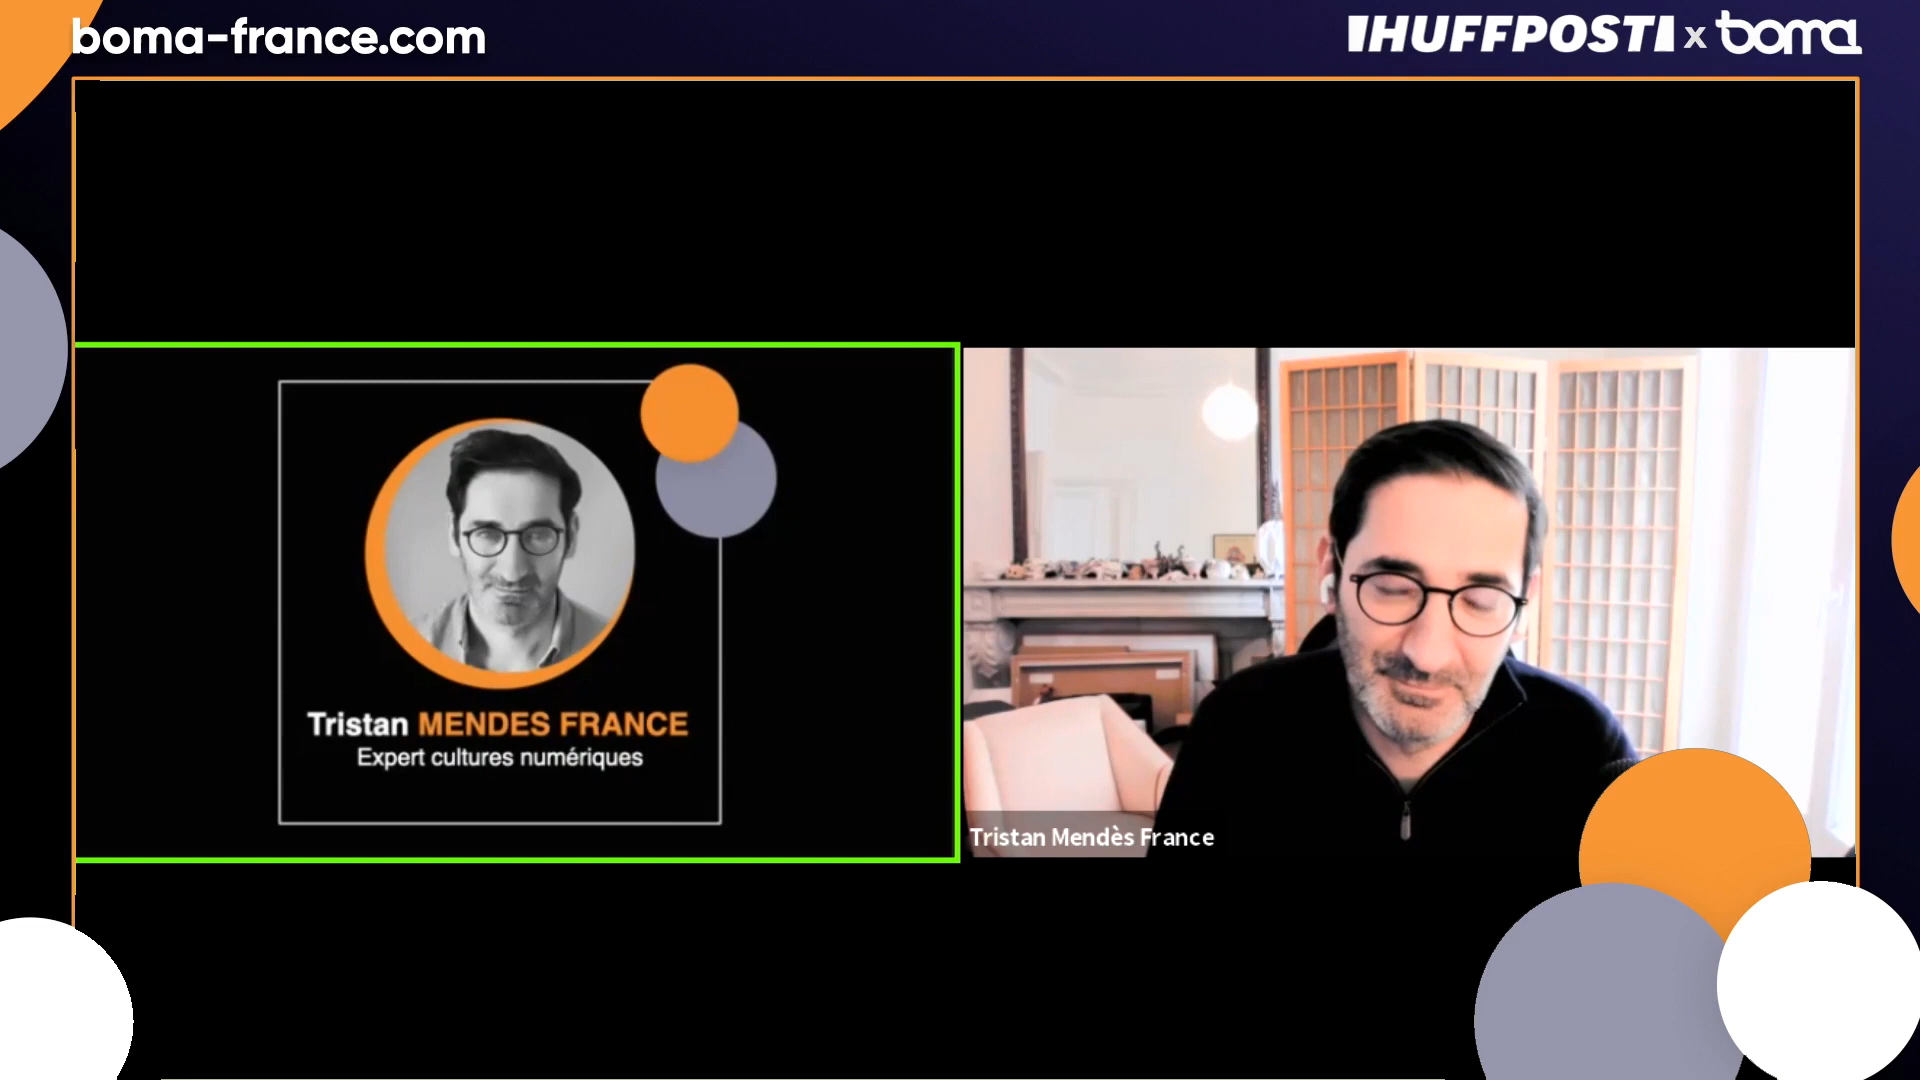 boma-france.com
HUFFPOST x boma
Tristan MENDES FRANCE
Expert cultures numériques
Tristan Mendès France